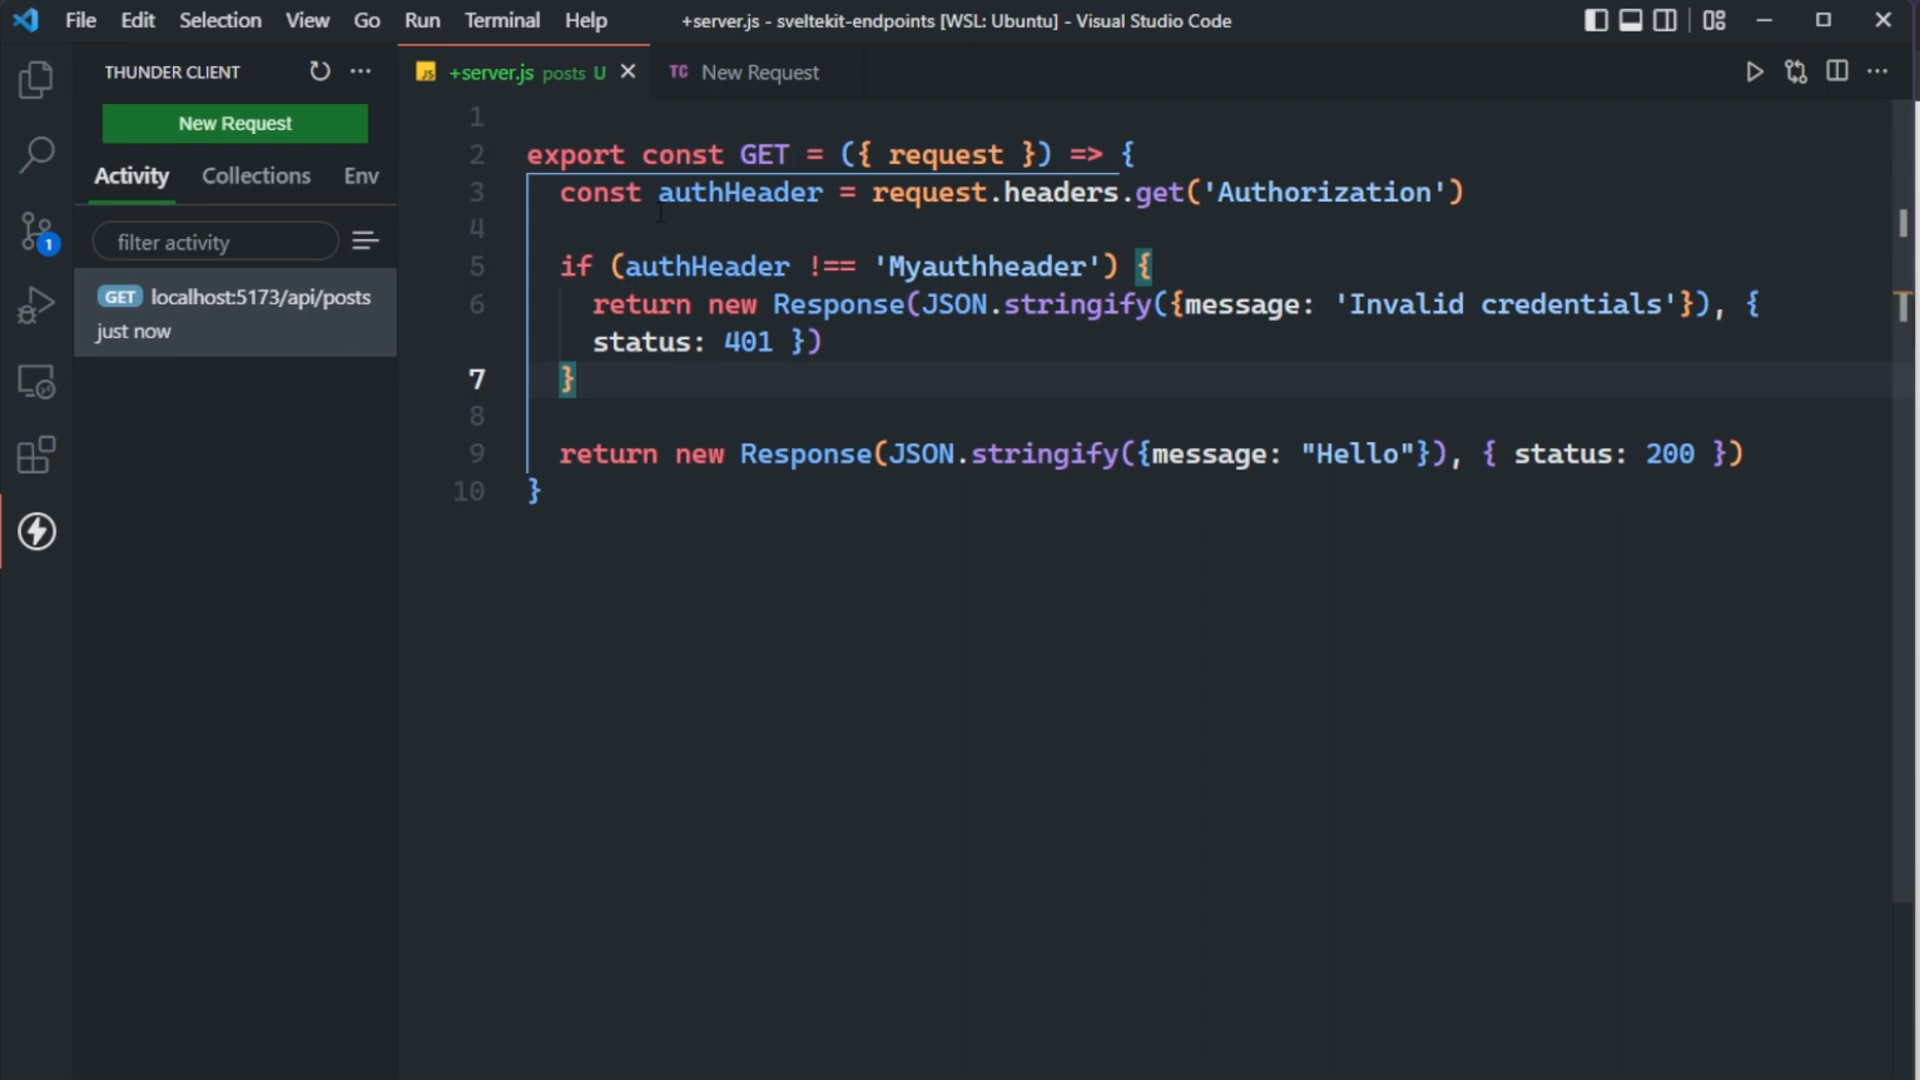 File Edit Selection View Go Run Terminal Help
+server.js - sveltekit-endpoints [WSL: Ubuntu] - Visual Studio Code
THUNDER CLIENT
New Request
Activity Collections Env
filter activity
GET localhost:5173/api/posts
just now
1
JS +server.js posts U
TC New Request
1
2 export const GET = ({ request }) => {
3 const authHeader = request.headers.get('Authorization')
4
5 if (authHeader !== 'Myauthheader') {
6 return new Response(JSON.stringify({message: 'Invalid credentials'}), {
status: 401 })
7 }
8
9 return new Response(JSON.stringify({message: "Hello"}), { status: 200 })
10 }